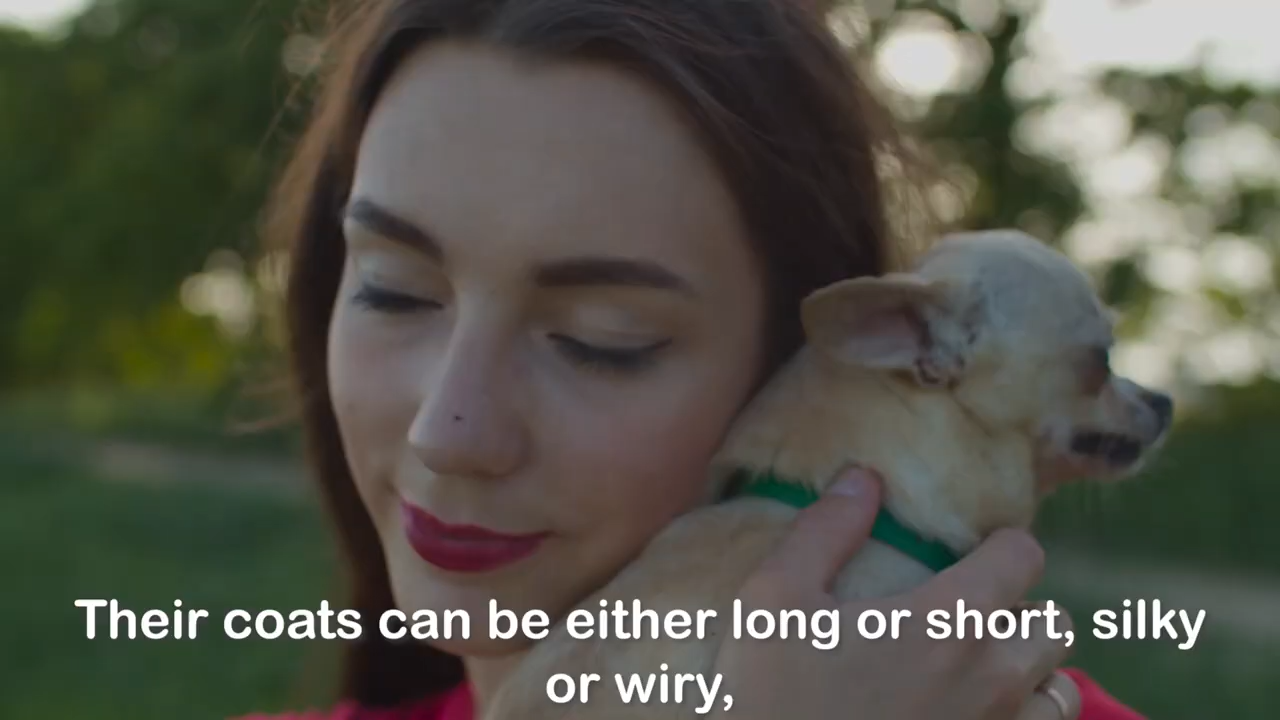 Their coats can be either long or short, silky
or wiry,